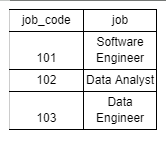 job_code job
Software
101 Engineer
102 Data Analyst
Data
103 Engineer